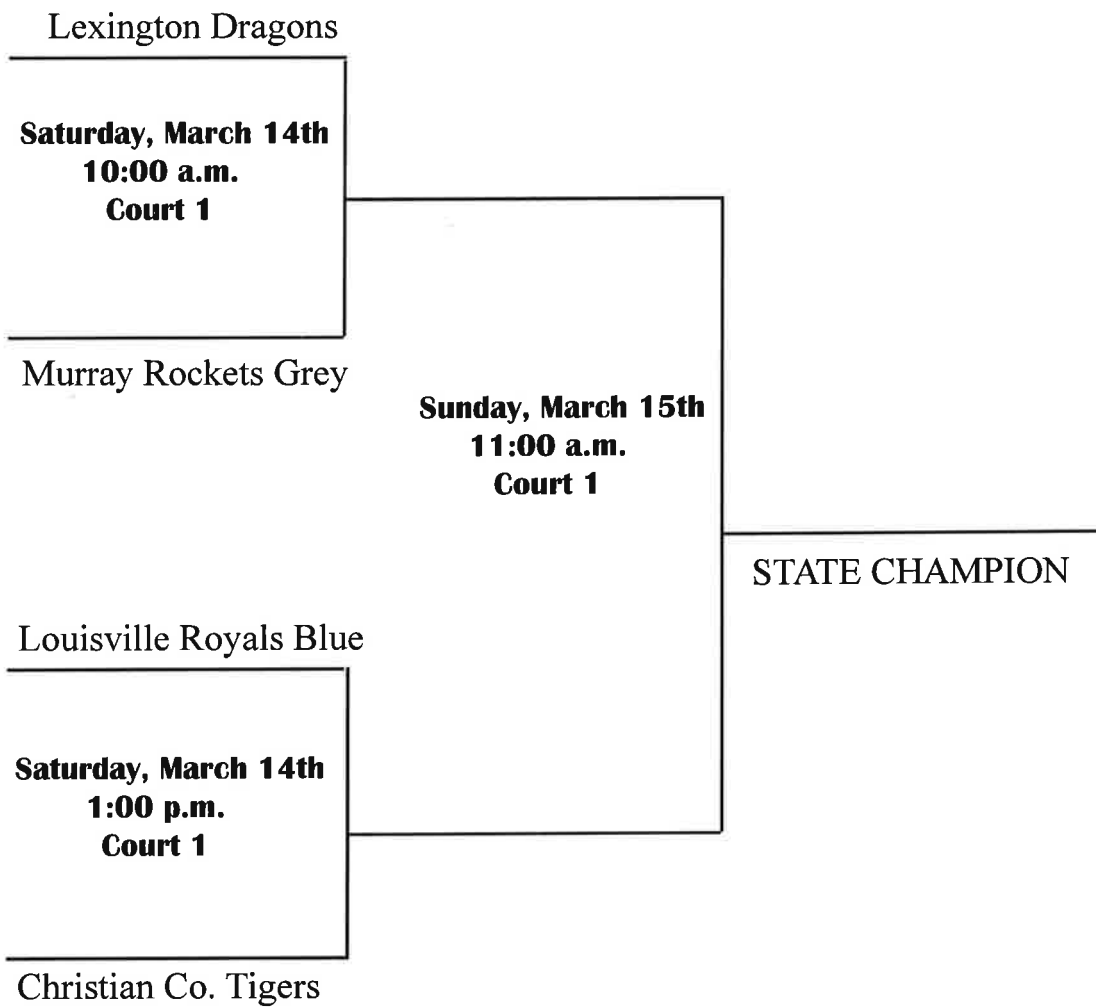 Lexington Dragons
Saturday, March 14th
10:00 a.m.
Court 1
Murray Rockets Grey
Sunday, March 15th
11:00 a.m.
Court 1
STATE CHAMPION
Louisville Royals Blue
Saturday, March 14th
1:00 p.m.
Court 1
Christian Co. Tigers